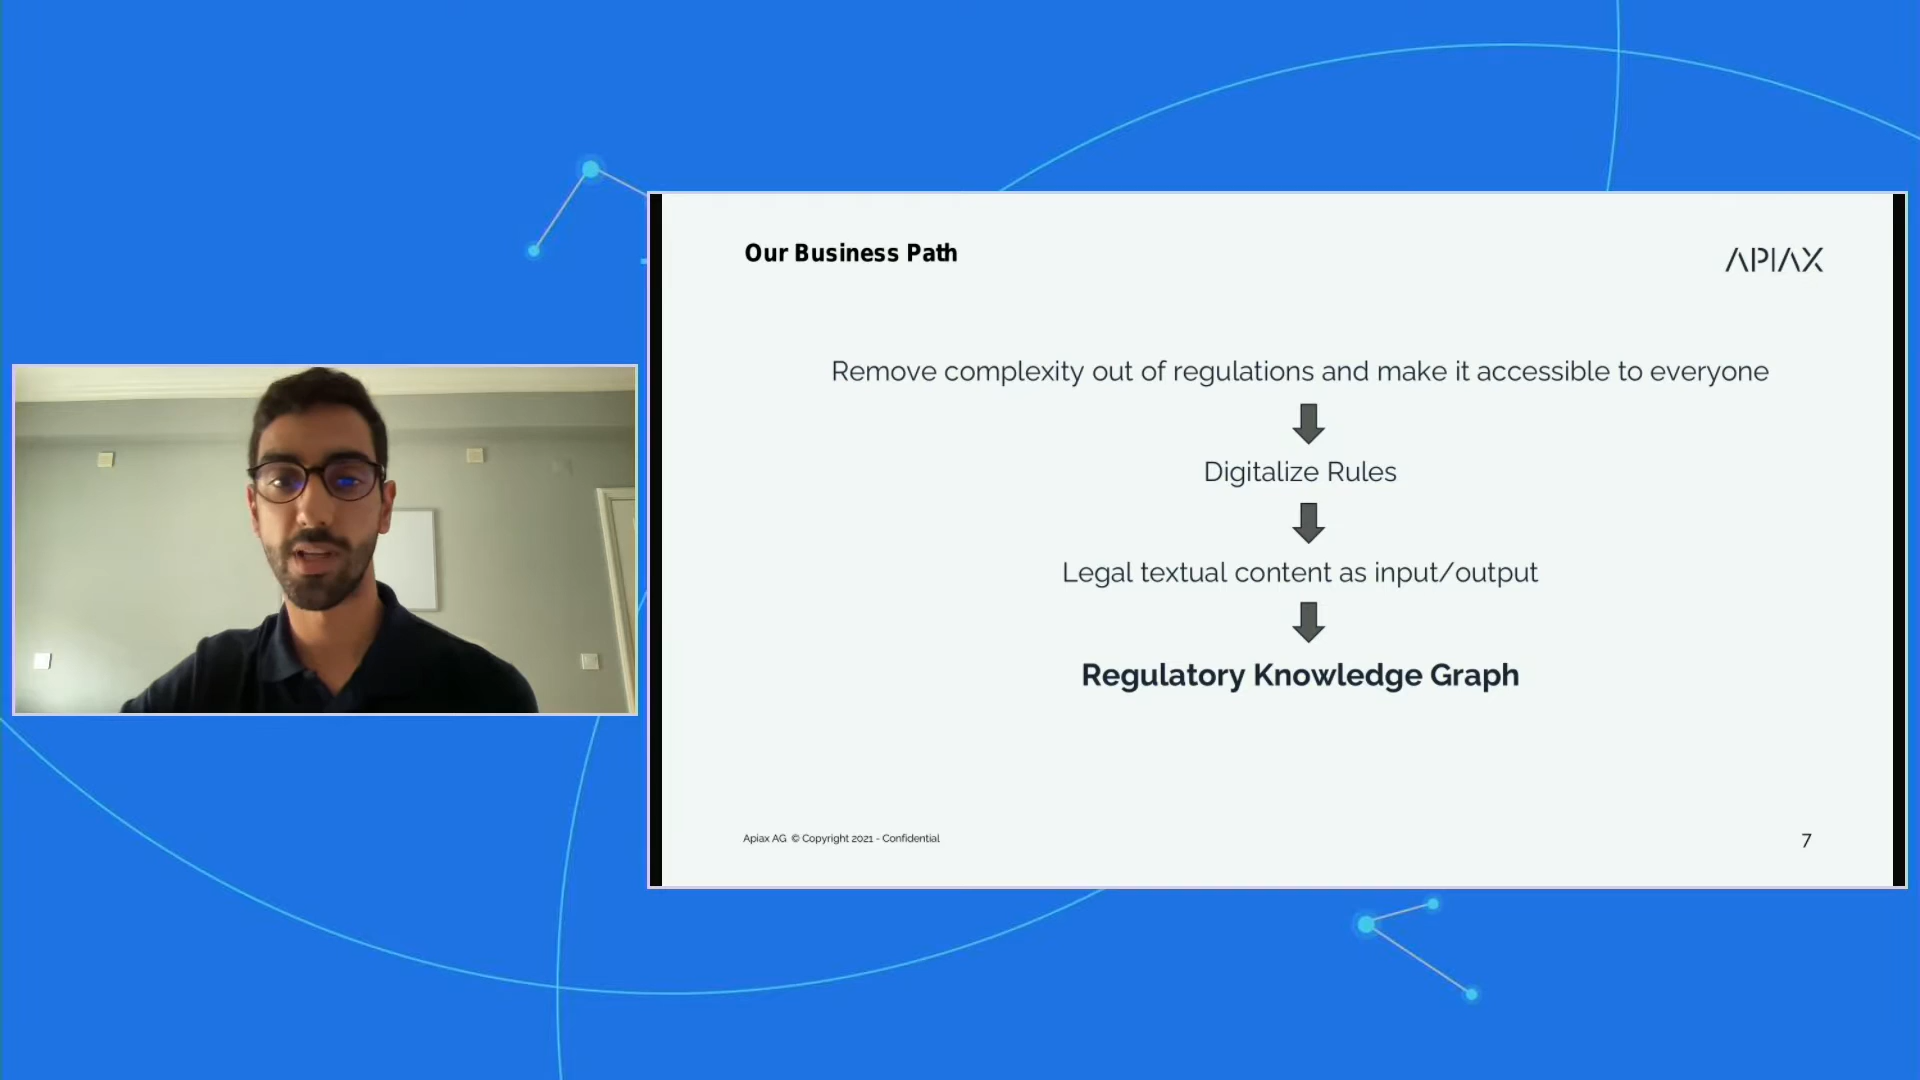 Our Business Path
APIAX
Remove complexity out of regulations and make it accessible to everyone
Digitalize Rules
Legal textual content as input/output
Regulatory Knowledge Graph
Apiax AG © Copyright 2021 - Confidential
7